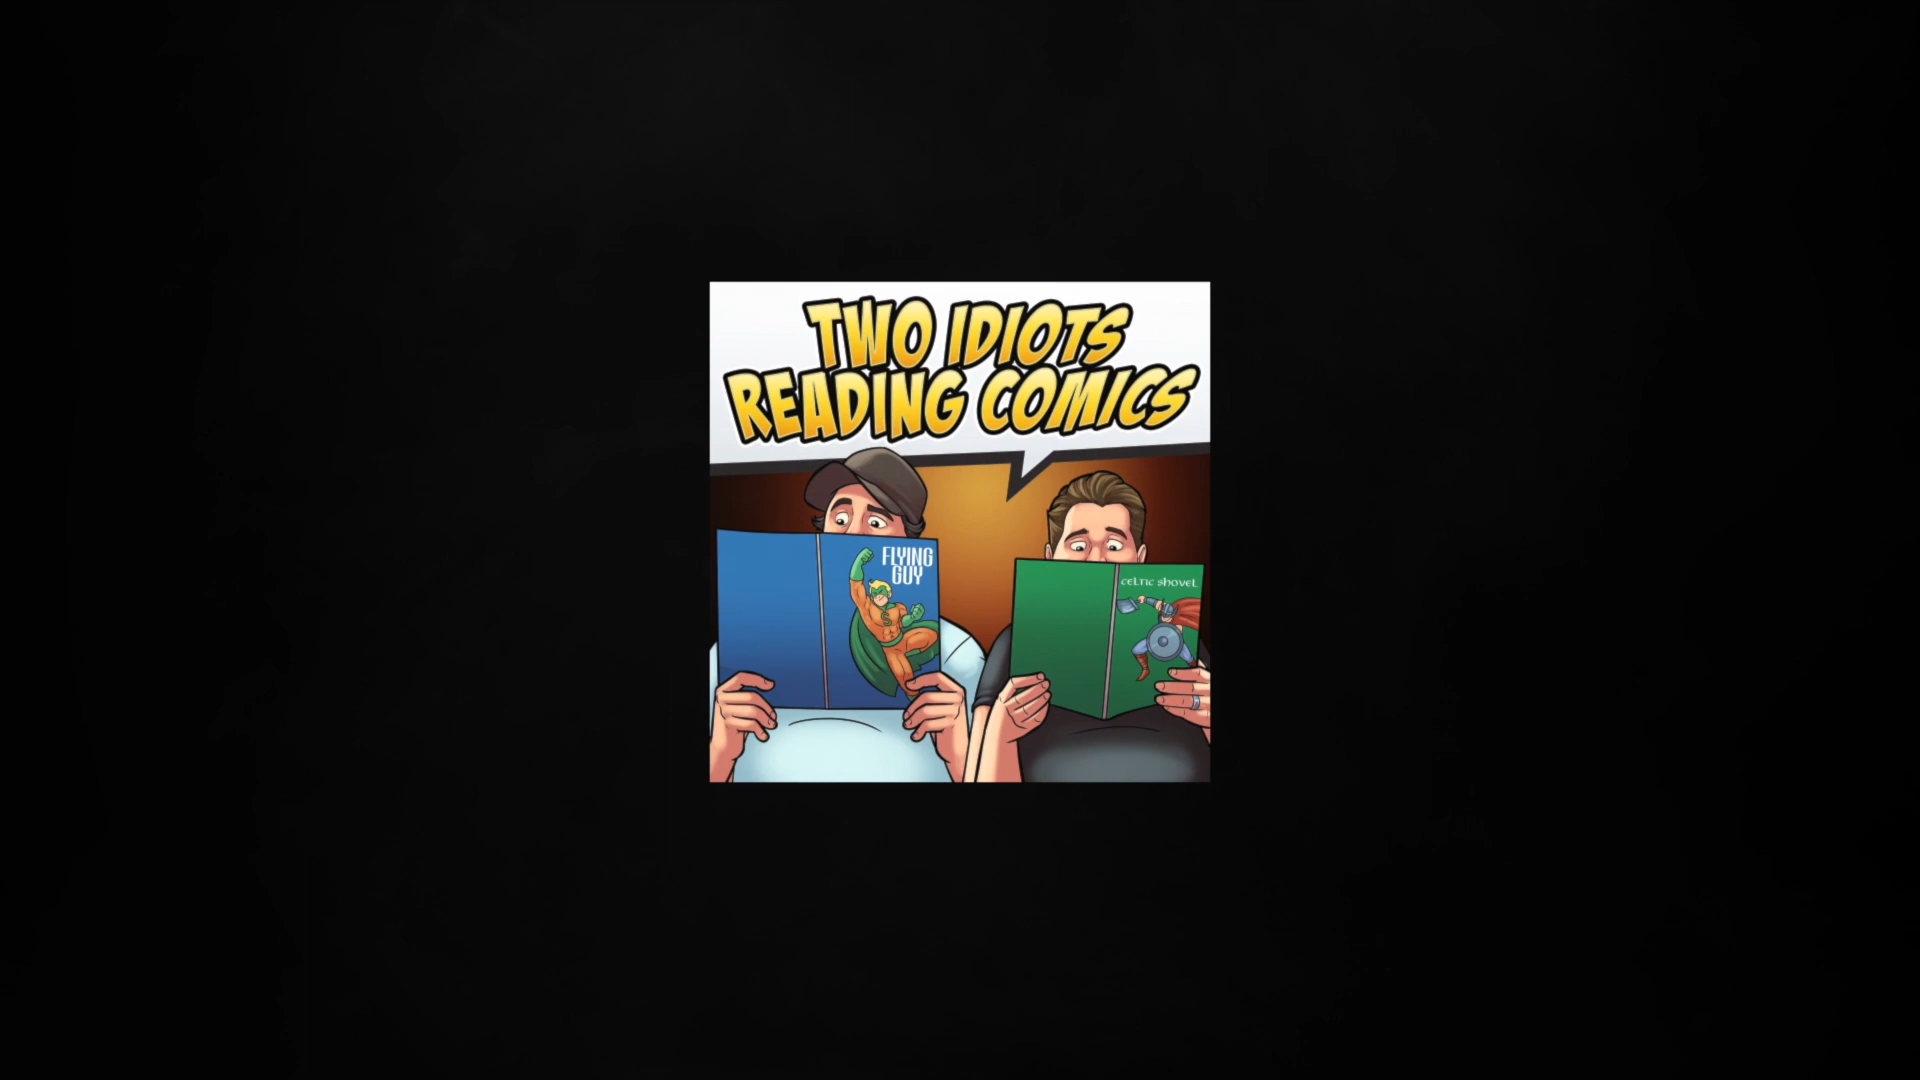 TWO IDIOTS
READING COMICS
FLYING
GUY
S
CELTIC SHOVEL